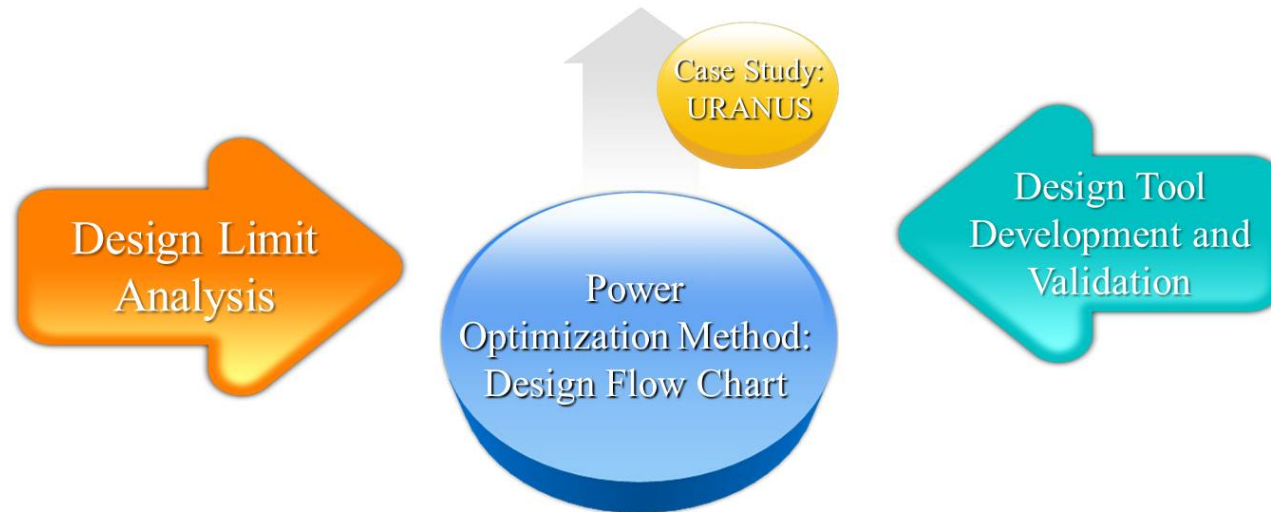 Case Study:
URANUS
Design Limit
Analysis
Power
Optimization Method:
Design Flow Chart
Design Tool
Development and
Validation